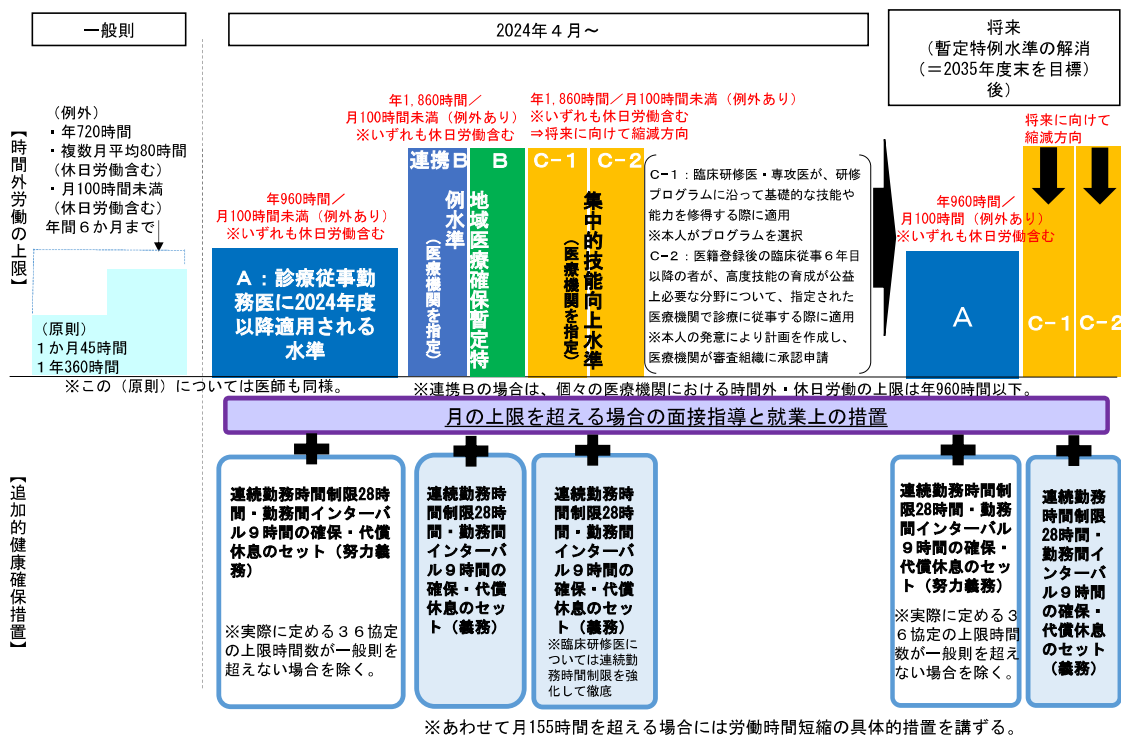 一般則
2024年４月～
将来
（暫定特例水準の解消
（＝2035年度末を目標）
後）
【時間外労働の上限】
（例外）
・年720時間
・複数月平均80時間
（休日労働含む）
・月100時間未満
（休日労働含む）
年間６か月まで
（原則）
１か月45時間
１年360時間
※この（原則）については医師も同様。
年960時間／
月100時間未満（例外あり）
※いずれも休日労働含む
Ａ：診療従事勤
務医に2024年度
以降適用される
水準
年1,860時間／
月100時間未満（例外あり）
※いずれも休日労働含む
連携Ｂ
Ｂ
地域医療確保暫定特
例水準
（医療機関を指定）
年1,860時間／月100時間未満（例外あり）
※いずれも休日労働含む
⇒将来に向けて縮減方向
Ｃ-１
Ｃ-２
集中的技能向上水準
（医療機関を指定）
Ｃ-１：臨床研修医・専攻医が、研修
プログラムに沿って基礎的な技能や
能力を修得する際に適用
※本人がプログラムを選択
Ｃ-２：医籍登録後の臨床従事６年目
以降の者が、高度技能の育成が公益
上必要な分野について、指定された
医療機関で診療に従事する際に適用
※本人の発意により計画を作成し、
医療機関が審査組織に承認申請
年960時間／
月100時間（例外あり）
※いずれも休日労働含む
Ａ
将来に向けて
縮減方向
Ｃ-１
Ｃ-２
※連携Ｂの場合は、個々の医療機関における時間外・休日労働の上限は年960時間以下。
月の上限を超える場合の面接指導と就業上の措置
【追加的健康確保措置】
連続勤務時間制限28時
間・勤務間インターバ
ル９時間の確保・代償
休息のセット（努力義
務）
※実際に定める３６協定
の上限時間数が一般則を
超えない場合を除く。
連続勤務時
間制限28時
間・勤務間
インターバ
ル９時間の
確保・代償
休息のセッ
ト（義務）
連続勤務時
間制限28時
間・勤務間
インターバ
ル９時間の
確保・代償
休息のセッ
ト（義務）
※臨床研修医に
ついては連続勤
務時間制限を強
化して徹底
連続勤務時間制
限28時間・勤務
間インターバル
９時間の確保・
代償休息のセッ
ト（努力義務）
※実際に定める３
６協定の上限時間
数が一般則を超え
ない場合を除く。
連続勤務
時間制限
28時間・
勤務間イ
ンターバ
ル９時間の
確保・
代償休息
のセット
（義務）
※あわせて月155時間を超える場合には労働時間短縮の具体的措置を講ずる。